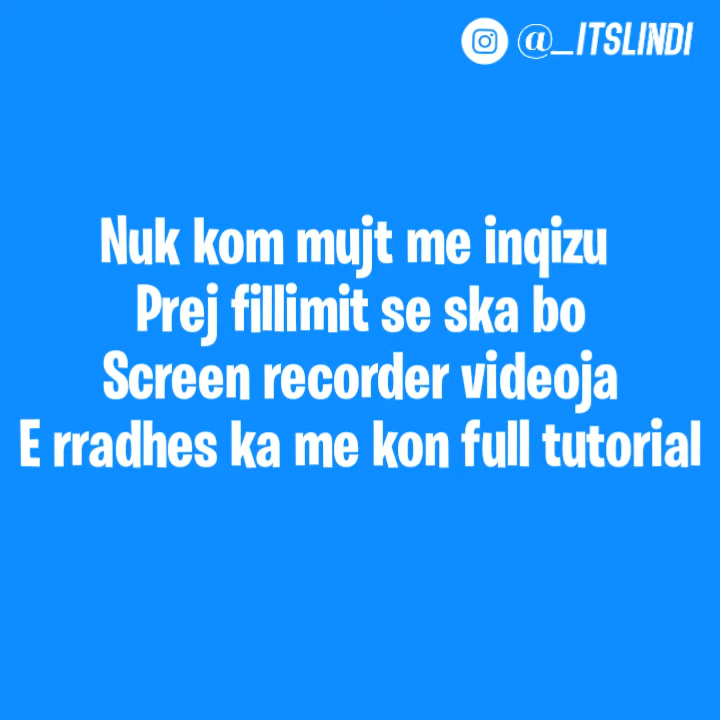 @_ITSLINDI
Nuk kom mujt me inqizu
Prej fillimit se ska bo
Screen recorder videoja
E rradhes ka me kon full tutorial